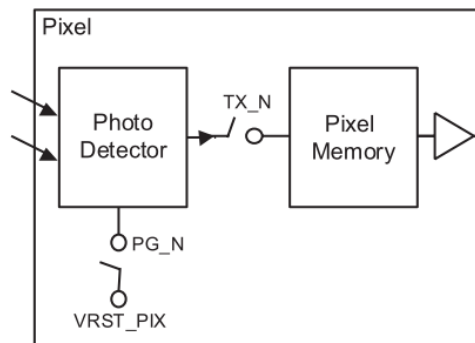 Pixel
Photo
Detector
TX_N
Pixel
Memory
PG_N
VRST_PIX